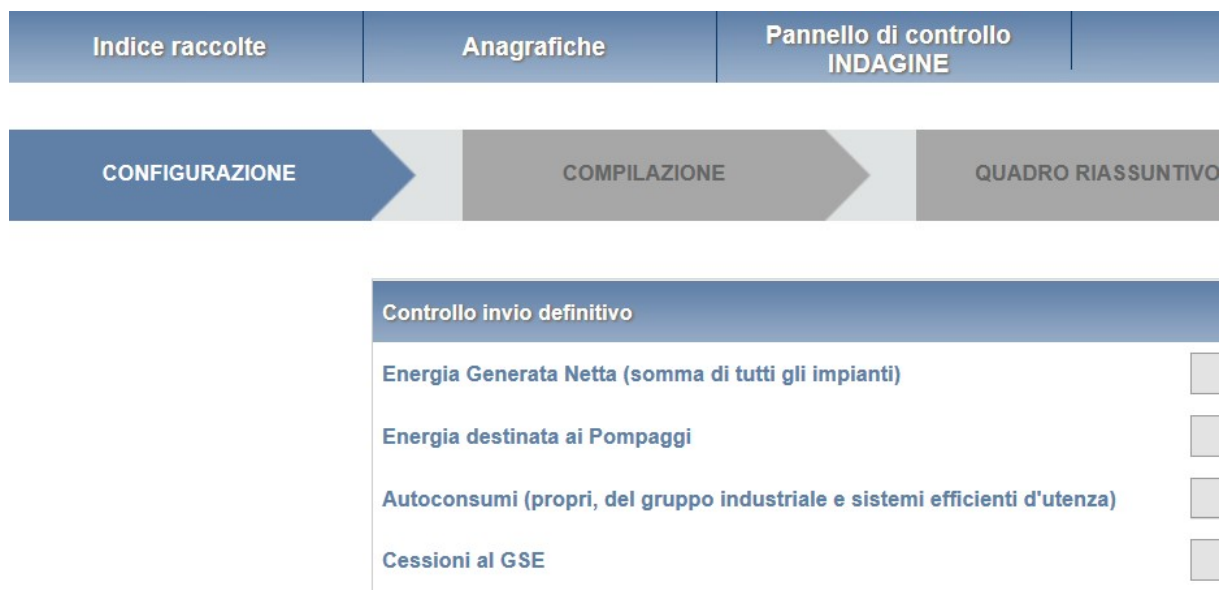 Indice raccolte
Anagrafiche
Pannello di controllo
INDAGINE
CONFIGURAZIONE
COMPILAZIONE
QUADRO RIASSUNTIVO
Controllo invio definitivo
Energia Generata Netta (somma di tutti gli impianti)
Energia destinata ai Pompaggi
Autoconsumi (propri, del gruppo industriale e sistemi efficienti d'utenza)
Cessioni al GSE